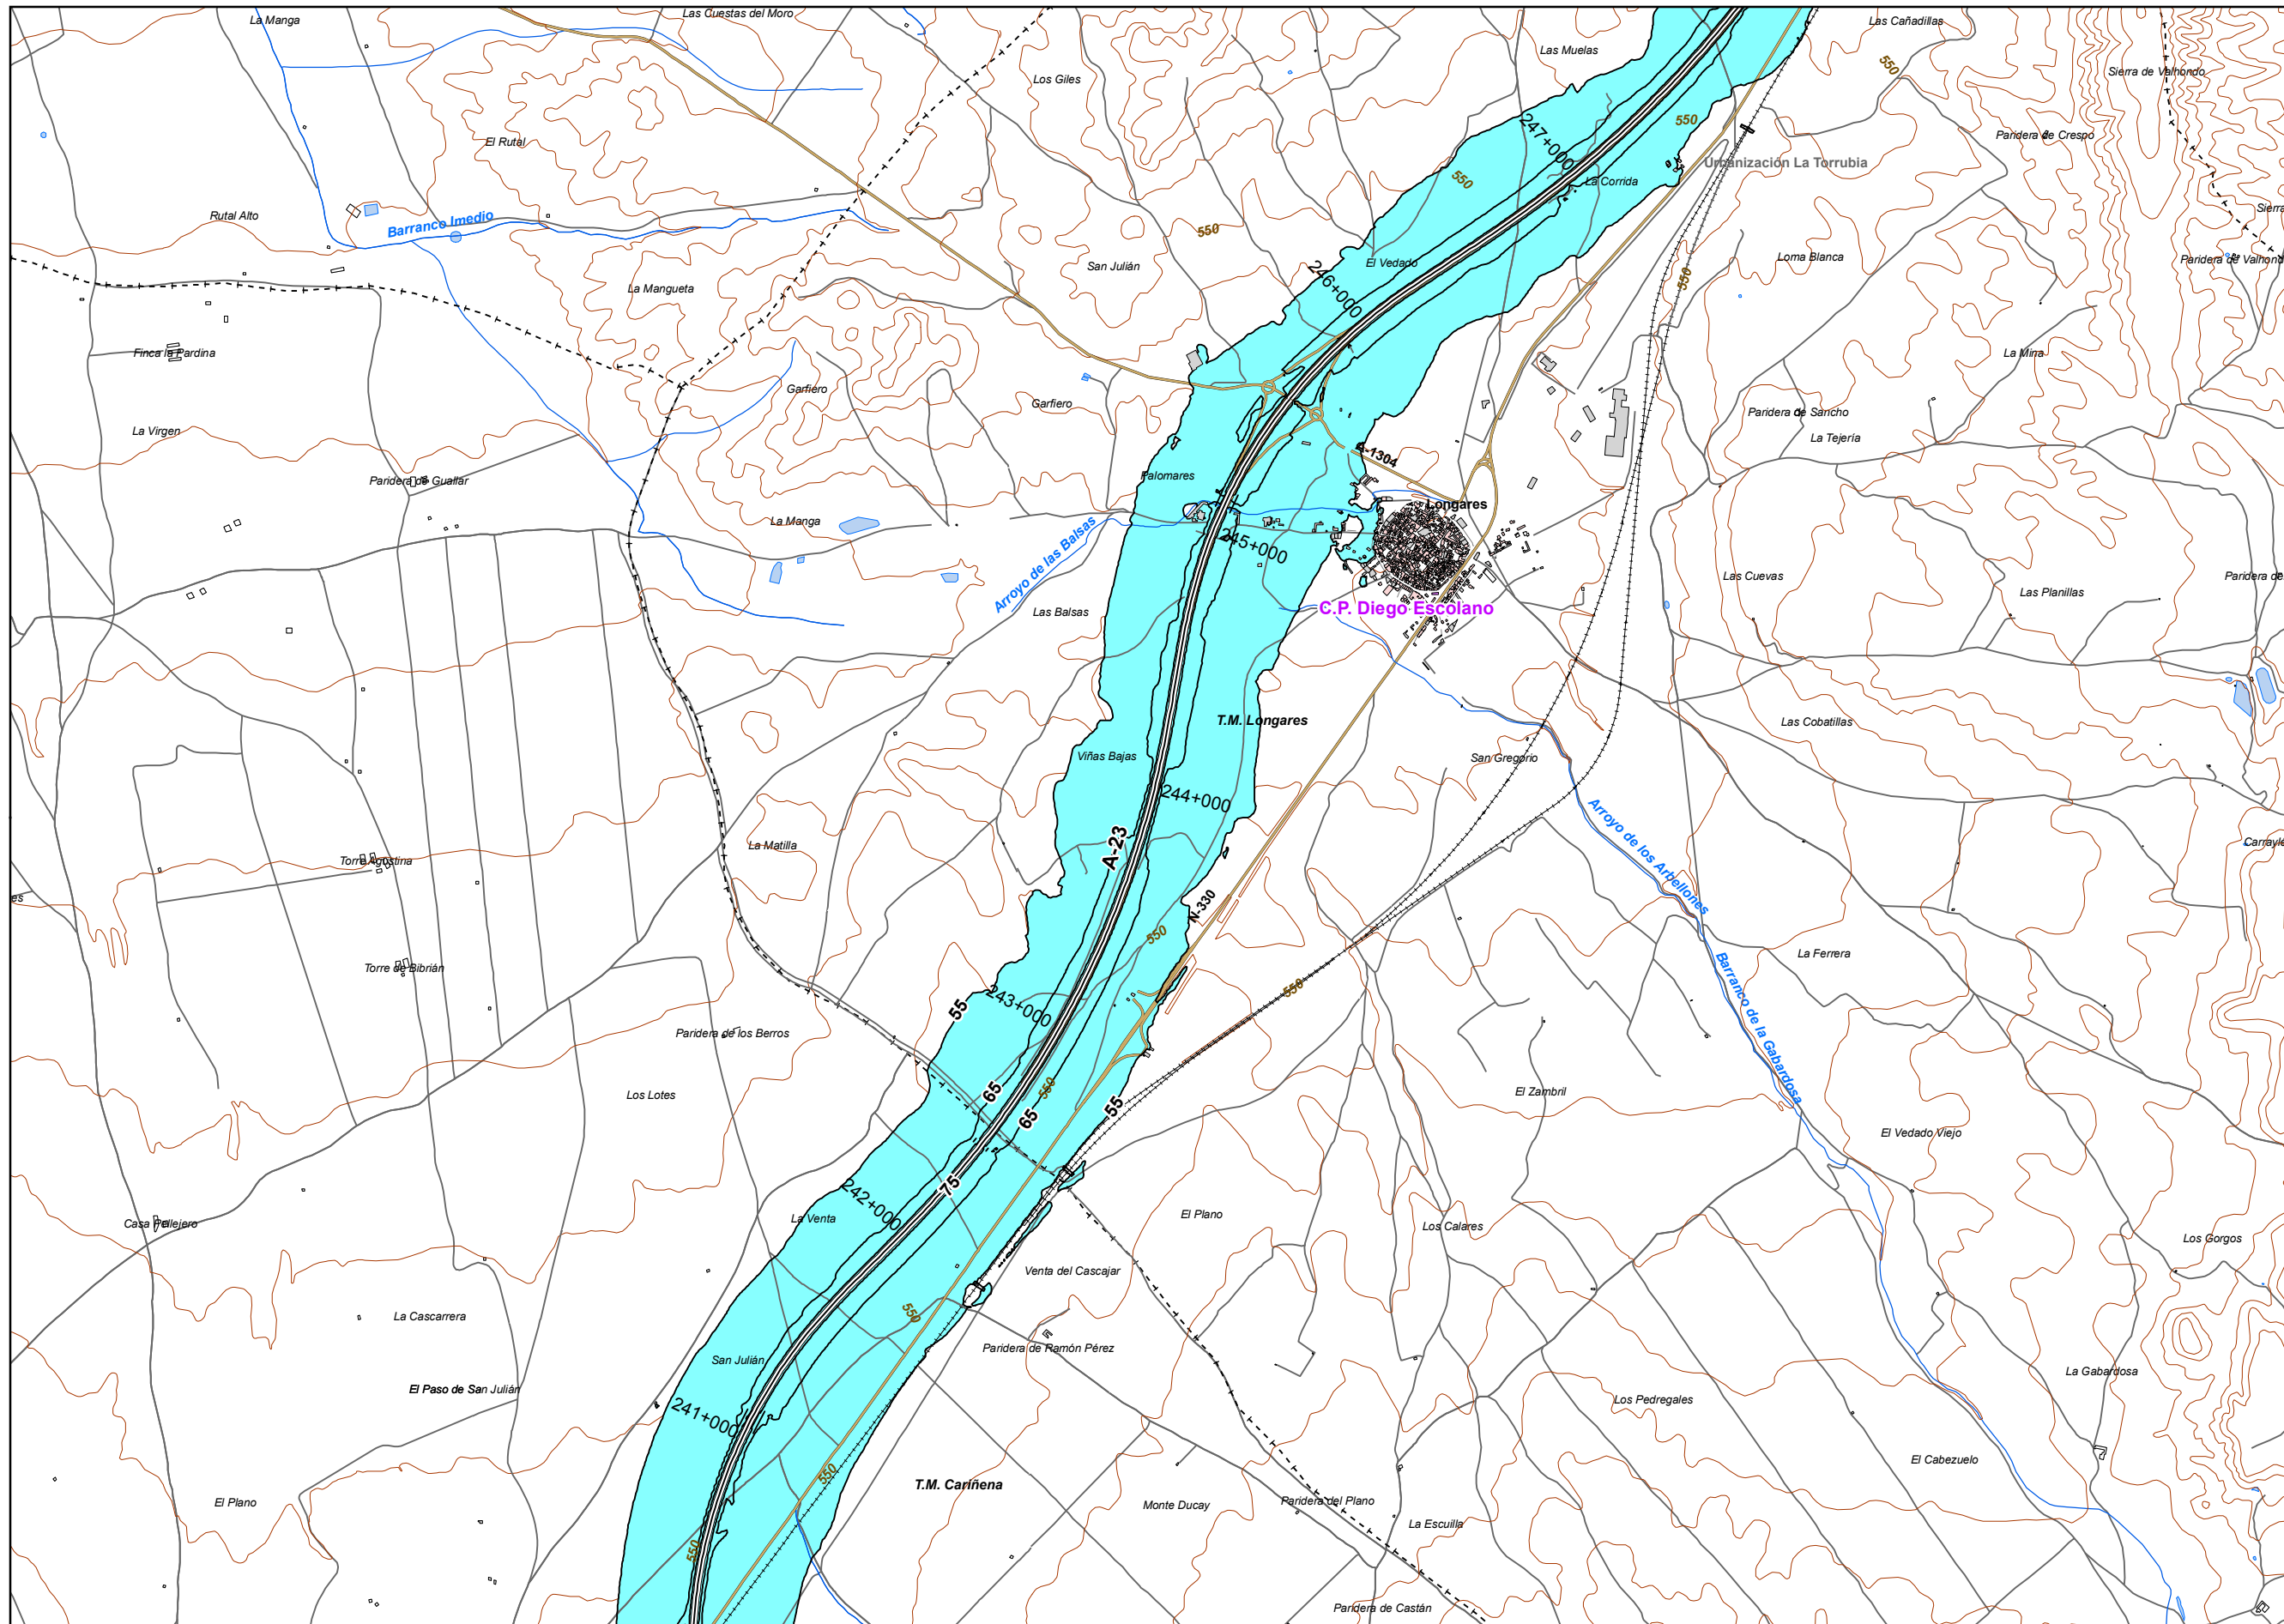 La Manga
Las Cuestas del Moro
Las Cañadillas
Las Muelas
550
Sierra de Valhondo
Los Giles
247+000
550
Paridera de Crespo
El Rutal
Urbanización La Torrubia
550
La Corrida
Rutal Alto
Barranco Imedio
550
Sierra
San Julián
El Vedado
Loma Blanca
Paridera de Valhond
246+000
550
La Mangueta
Finca la Pardina
La Mina
Garfiero
Garfiero
Paridera de Sancho
La Virgen
La Tejería
A-1304
Paridera de Guallar
Palomares
Longares
La Manga
245+000
Arroyo de las Balsas
Las Cuevas
Paridera de
Las Planillas
Las Balsas
C.P. Diego Escolano
T.M. Longares
Las Cobatillas
Viñas Bajas
San Gregorio
244+000
A-23
La Matilla
Arroyo de los Arbellones
Carrayle
Torre Agustina
es
N-330
550
La Ferrera
Torre de Bibrián
Barranco de la Gabardosa
550
55
243+000
Paridera de los Berros
Los Lotes
65
550
65
55
El Zambril
El Vedado Viejo
75
242+000
La Venta
El Plano
Los Calares
Casa Pellejero
Los Gorgos
Venta del Cascajar
550
La Cascarrera
Paridera de Ramón Pérez
San Julián
La Gabardosa
El Paso de San Julián
Los Pedregales
241+000
El Cabezuelo
550
T.M. Cariñena
El Plano
Monte Ducay
Paridera del Plano
La Escuilla
550
Paridera de Castán